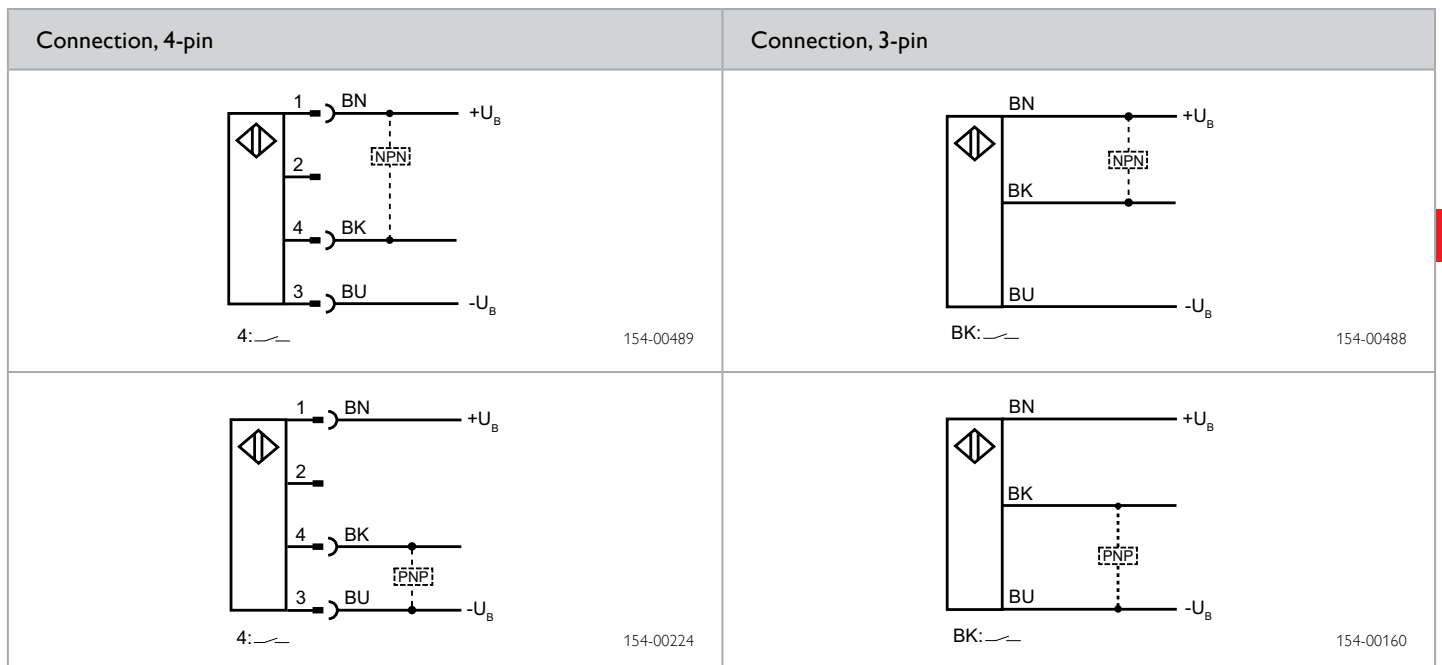 Connection, 4-pin
Connection, 3-pin
1 BN +U_B
NPN
2
4 BK
3 BU -U_B
4:
154-00489
BN +U_B
NPN
BK
BU -U_B
BK:
154-00488
1 BN +U_B
2
4 BK
PNP
3 BU -U_B
4:
154-00224
BN +U_B
BK
PNP
BU -U_B
BK:
154-00160